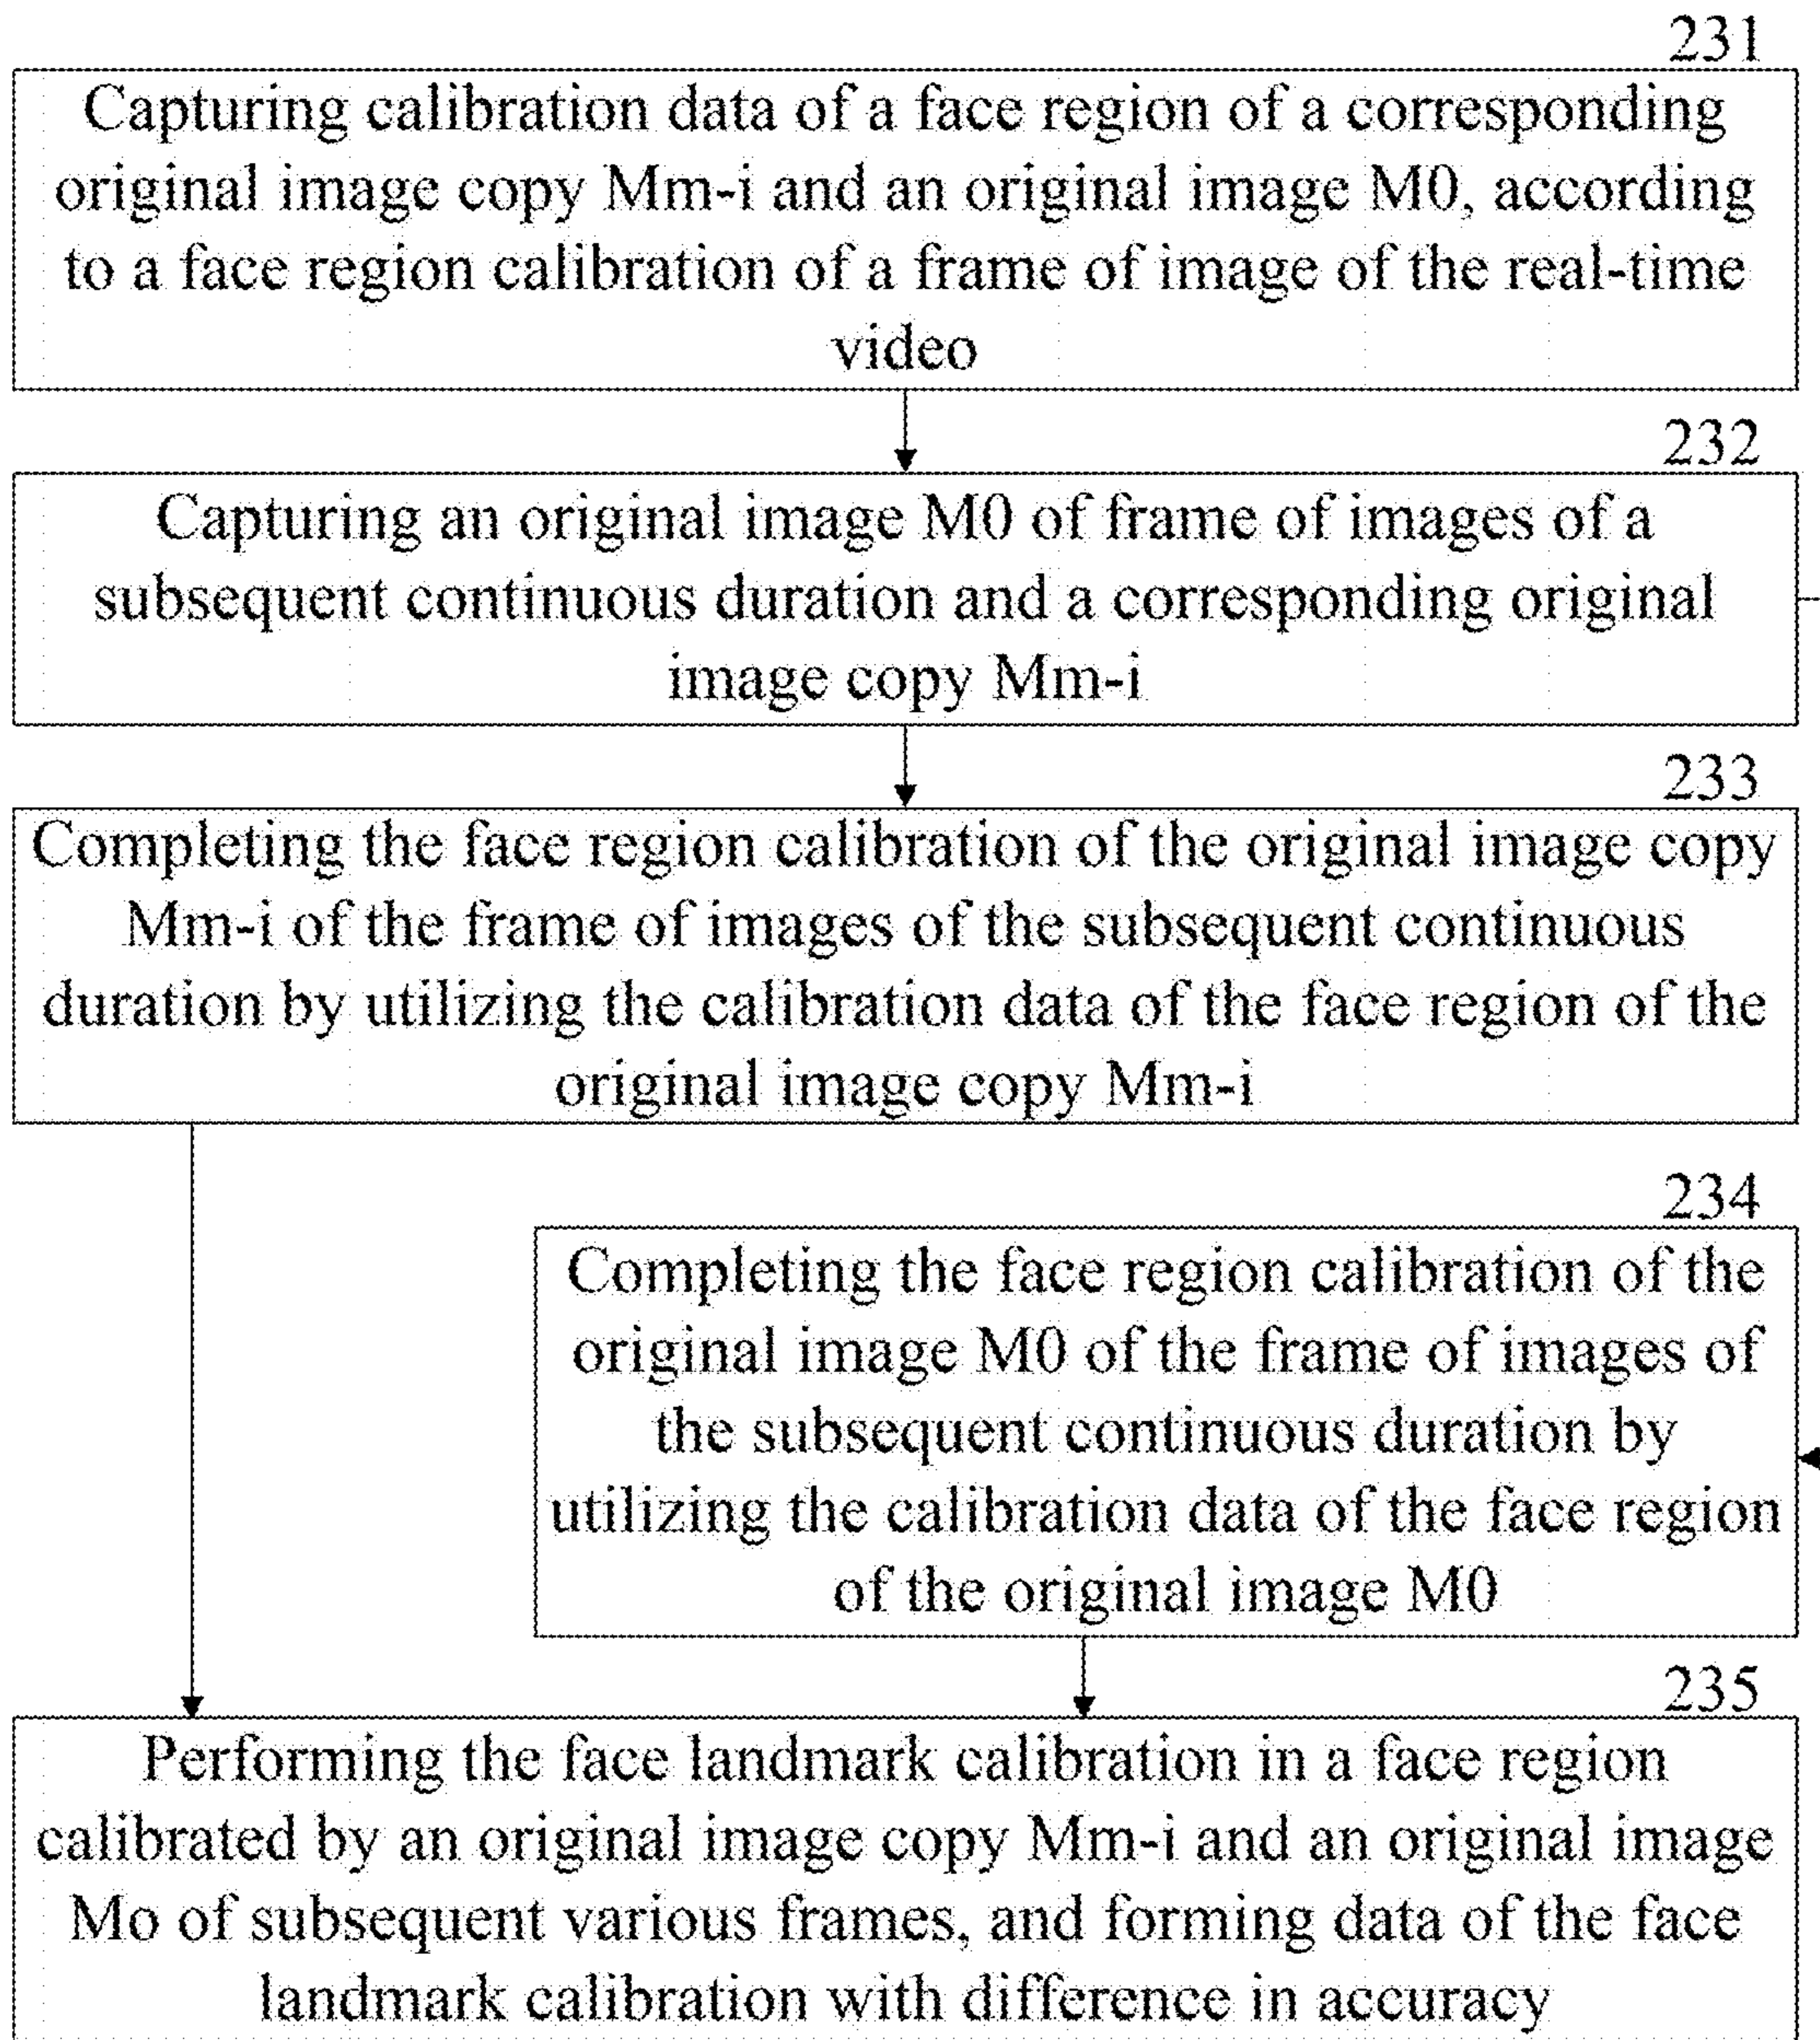 231
Capturing calibration data of a face region of a corresponding
original image copy Mm-i and an original image M0, according
to a face region calibration of a frame of image of the real-time
video
232
Capturing an original image M0 of frame of images of a
subsequent continuous duration and a corresponding original
image copy Mm-i
233
Completing the face region calibration of the original image copy
Mm-i of the frame of images of the subsequent continuous
duration by utilizing the calibration data of the face region of the
original image copy Mm-i
234
Completing the face region calibration of the
original image M0 of the frame of images of
the subsequent continuous duration by
utilizing the calibration data of the face region
of the original image M0
235
Performing the face landmark calibration in a face region
calibrated by an original image copy Mm-i and an original image
Mo of subsequent various frames, and forming data of the face
landmark calibration with difference in accuracy